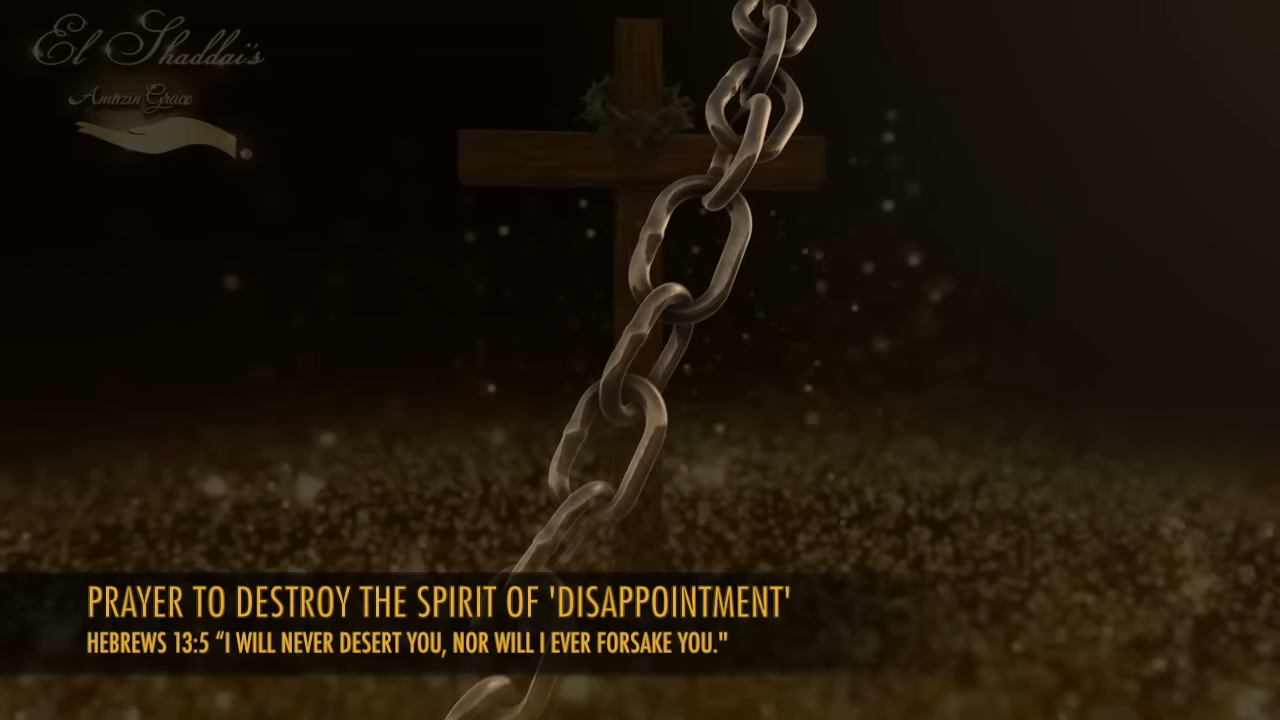 El Shaddai's
Amazin Grace
PRAYER TO DESTROY THE SPIRIT OF 'DISAPPOINTMENT'
HEBREWS 13:5 “I WILL NEVER DESERT YOU, NOR WILL I EVER FORSAKE YOU."